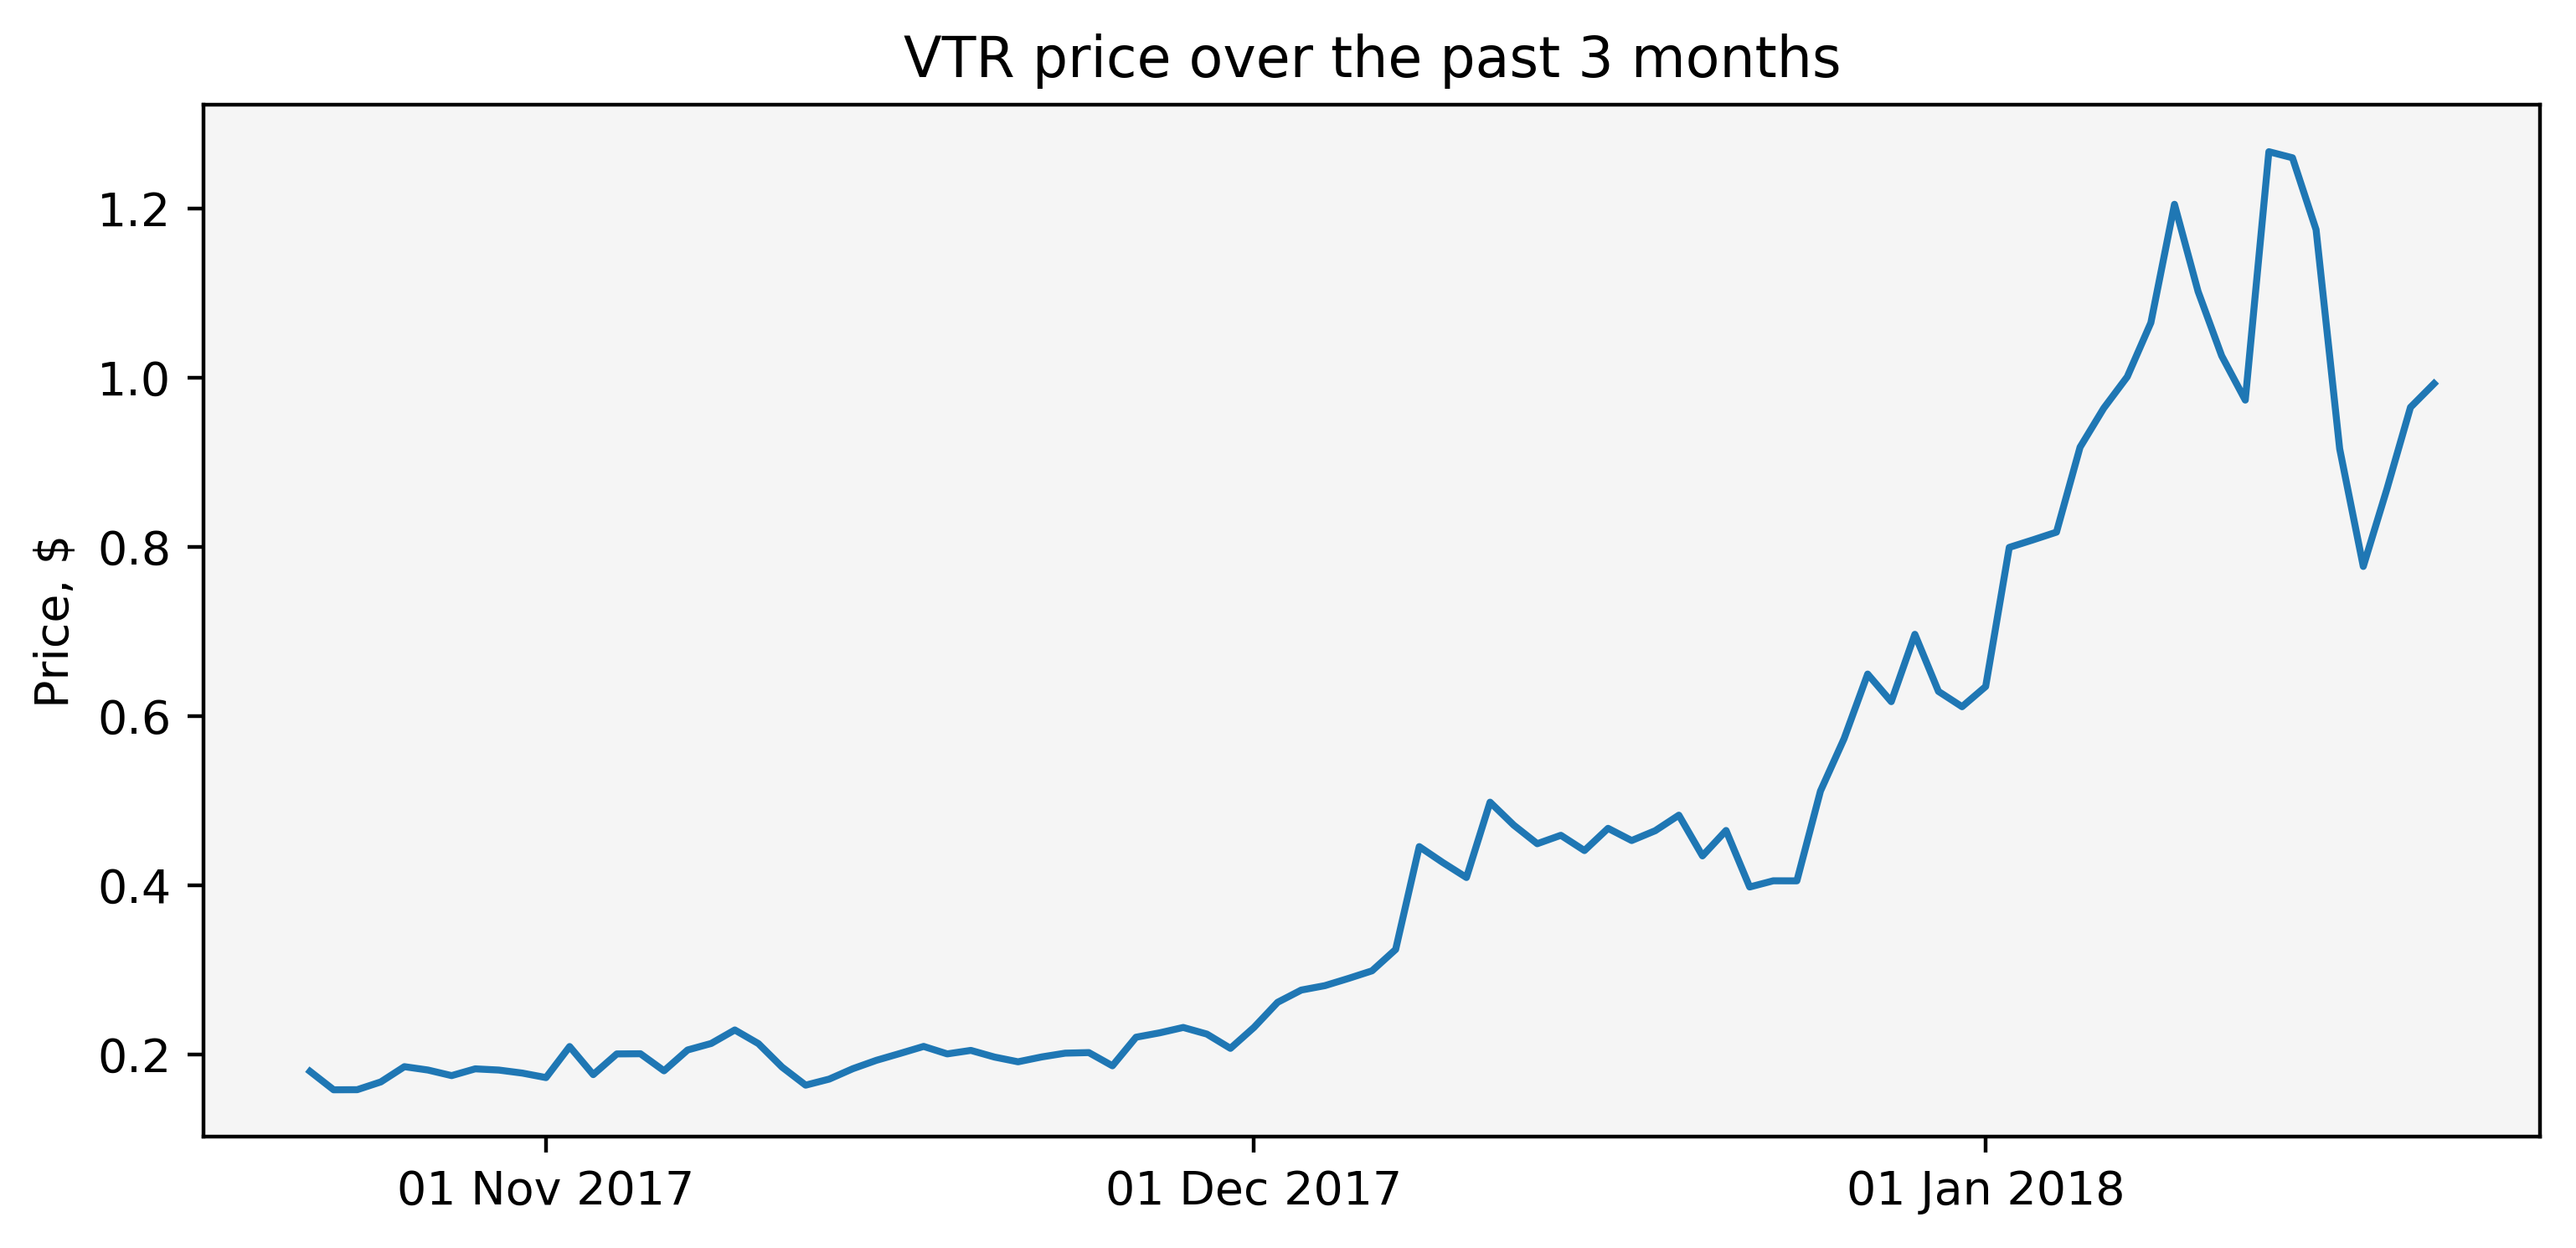 VTR price over the past 3 months
Price, $
1.2
1.0
0.8
0.6
0.4
0.2
01 Nov 2017
01 Dec 2017
01 Jan 2018